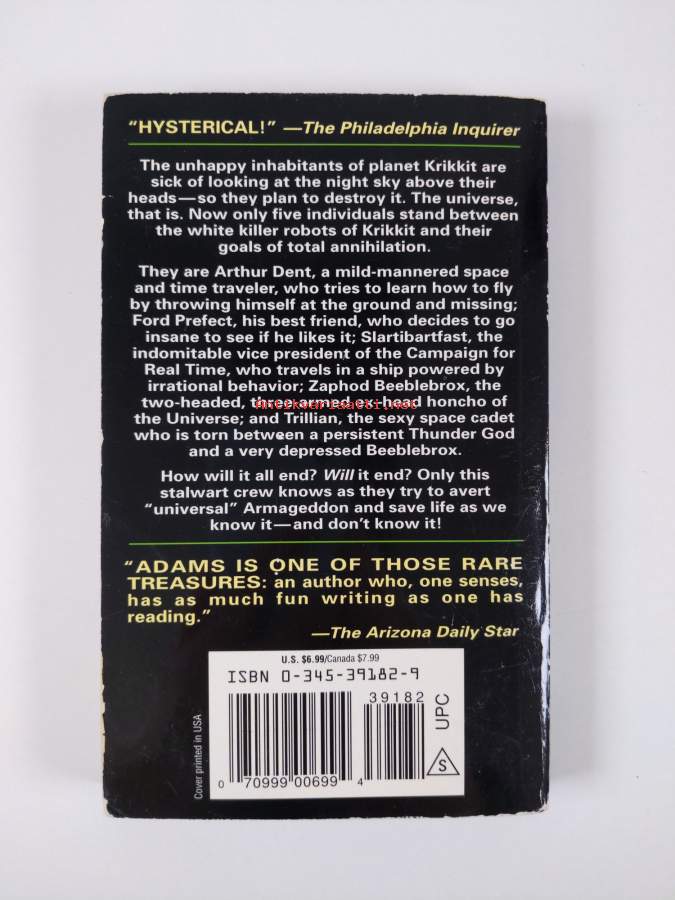 “HYSTERICAL!” —The Philadelphia Inquirer
The unhappy inhabitants of planet Krikkit are
sick of looking at the night sky above their
heads—so they plan to destroy it. The universe,
that is. Now only five individuals stand between
the white killer robots of Krikkit and their
goals of total annihilation.
They are Arthur Dent, a mild-mannered space
and time traveler, who tries to learn how to fly
by throwing himself at the ground and missing;
Ford Prefect, his best friend, who decides to go
insane to see if he likes it; Slartibartfast, the
indomitable vice president of the Campaign for
Real Time, who travels in a ship powered by
irrational behavior; Zaphod Beeblebrox, the
two-headed, three-armed ex-head honcho of
Antikvariaatti.net
the Universe; and Trillian, the sexy space cadet
who is torn between a persistent Thunder God
and a very depressed Beeblebrox.
How will it all end? Will it end? Only this
stalwart crew knows as they try to avert
“universal” Armageddon and save life as we
know it—and don’t know it!
“ADAMS IS ONE OF THOSE RARE
TREASURES: an author who, one senses,
has as much fun writing as one has
reading.”
—The Arizona Daily Star
U.S. $6.99/Canada $7.99
ISBN 0-345-39182-9
39182
UPC
S
0 70999 00699 4
Cover printed in USA